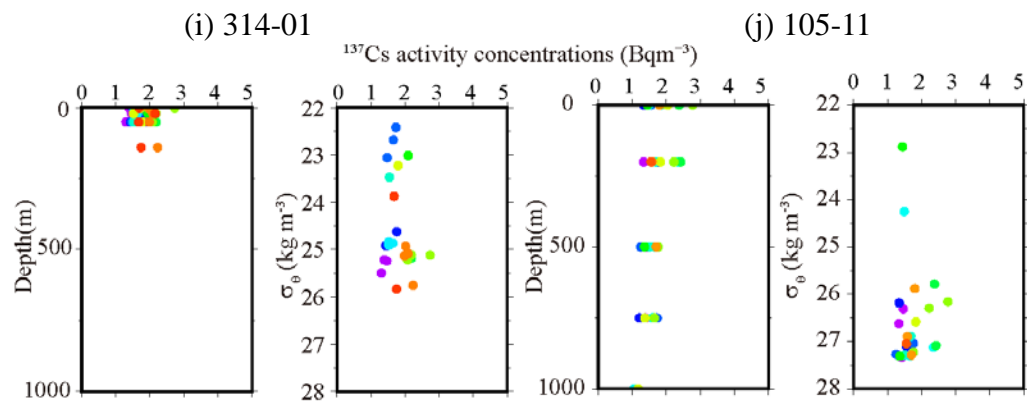 (i) 314-01
(j) 105-11
¹³⁷Cs activity concentrations (Bqm⁻³)
0 1 2 3 4 5
0 1 2 3 4 5
0 1 2 3 4 5
0 1 2 3 4 5
0
500
1000
Depth(m)
22
23
24
25
26
27
28
σθ (kg m⁻³)
0
500
1000
Depth(m)
22
23
24
25
26
27
28
σθ (kg m⁻³)